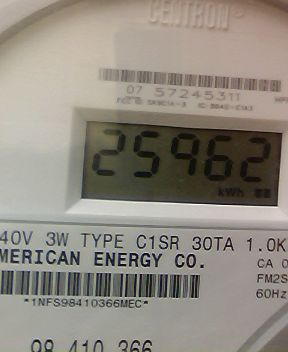 CENTRON®
07 57245311
25962
kWh
40V 3W TYPE C1SR 30TA 1.0K
MERICAN ENERGY CO. CA 0
FM2S
*1NFS98410366MEC* 60Hz
98 410 366